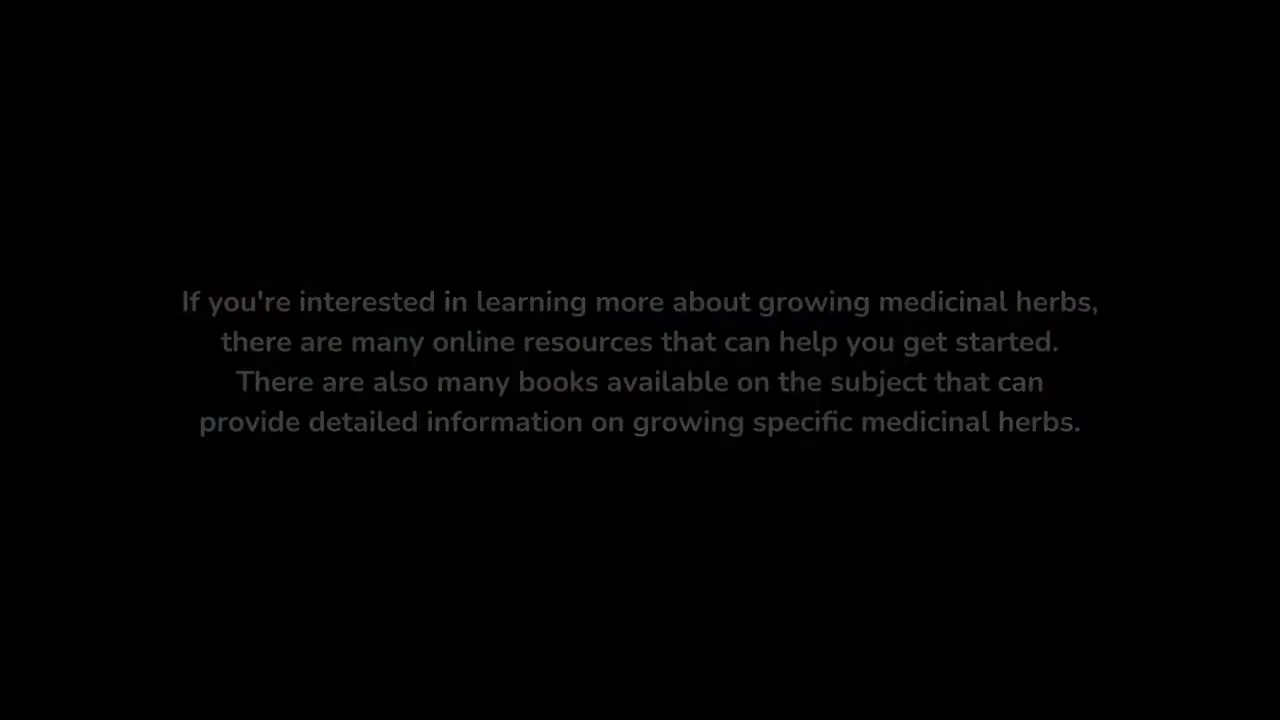 If you're interested in learning more about growing medicinal herbs,
there are many online resources that can help you get started.
There are also many books available on the subject that can
provide detailed information on growing specific medicinal herbs.